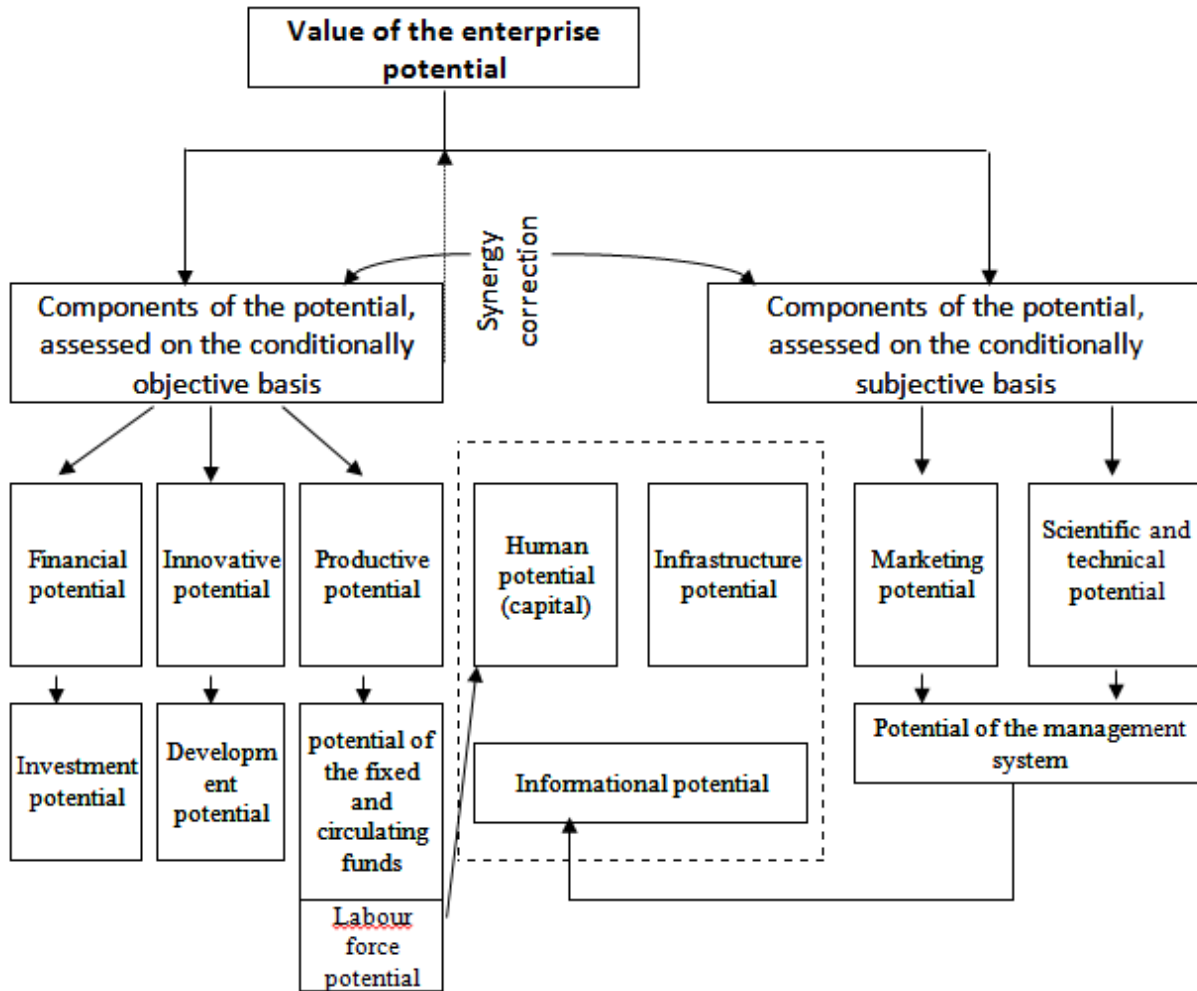 Value of the enterprise
potential
Synergy
correction
Components of the potential,
assessed on the conditionally
objective basis
Components of the potential,
assessed on the conditionally
subjective basis
Financial
potential
Innovative
potential
Productive
potential
Human
potential
(capital)
Infrastructure
potential
Marketing
potential
Scientific and
technical
potential
Investment
potential
Developm
ent
potential
potential of
the fixed
and
circulating
funds
Labour
force
potential
Informational potential
Potential of the management
system